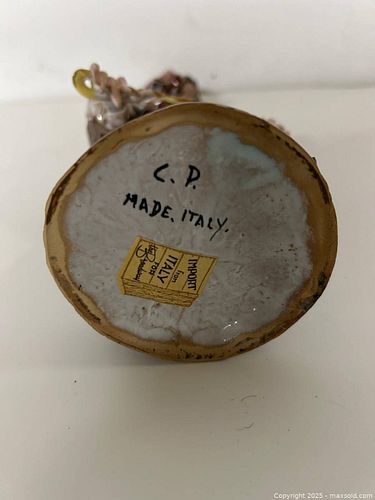 C.P.
MADE, ITALY.
IMPORT
from
ITALY
Copyright © 2025 - maxsold.com